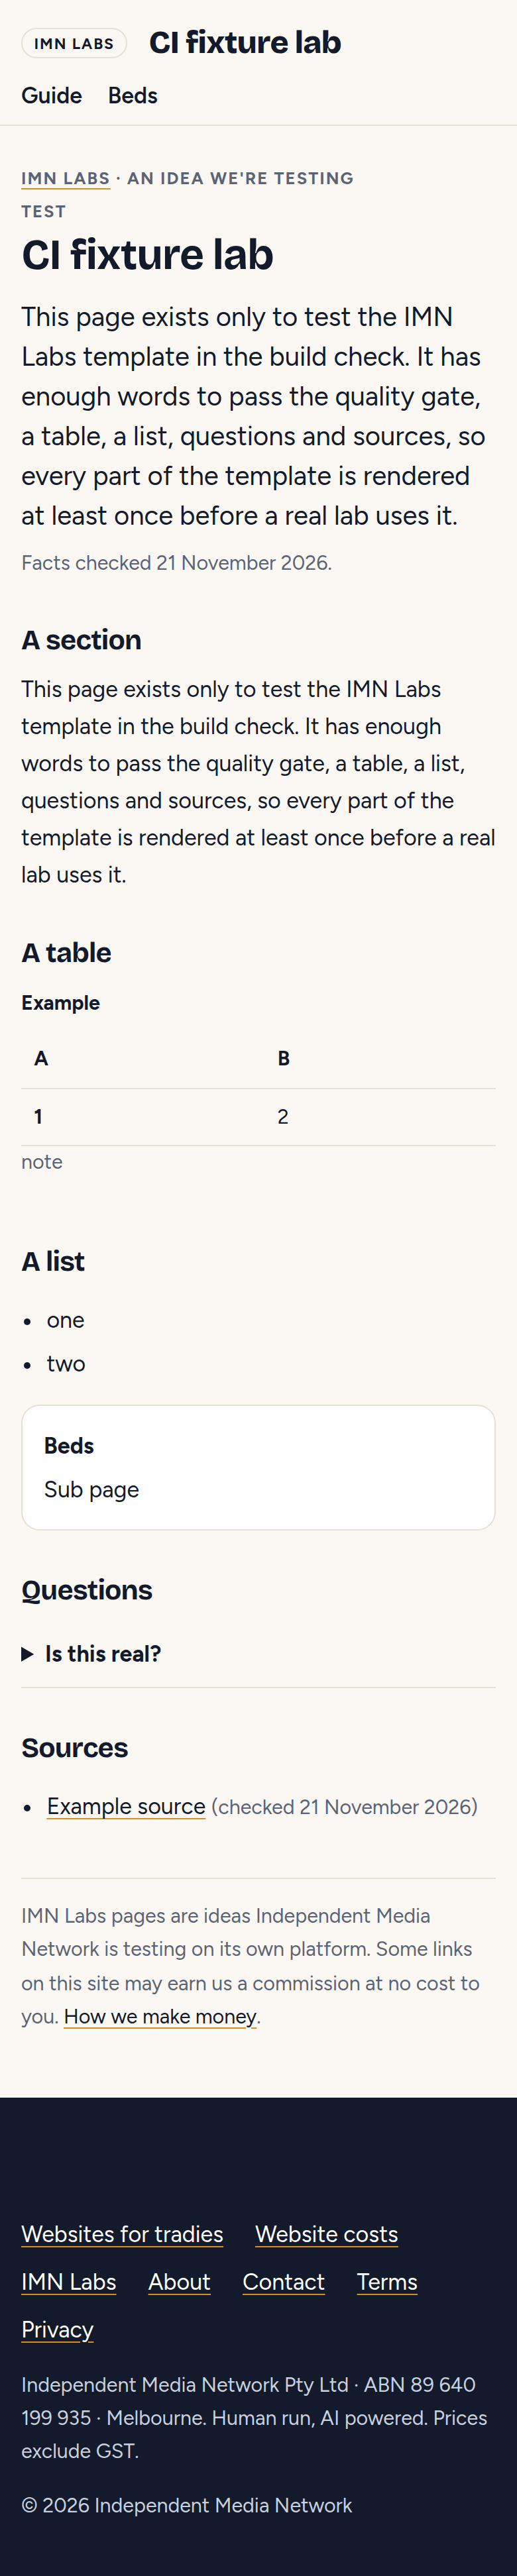 IMN LABS
CI fixture lab
Guide Beds
IMN LABS · AN IDEA WE'RE TESTING
TEST
CI fixture lab
This page exists only to test the IMN
Labs template in the build check. It has
enough words to pass the quality gate,
a table, a list, questions and sources, so
every part of the template is rendered
at least once before a real lab uses it.
Facts checked 21 November 2026.
A section
This page exists only to test the IMN Labs
template in the build check. It has enough
words to pass the quality gate, a table, a list,
questions and sources, so every part of the
template is rendered at least once before a real
lab uses it.
A table
Example
A B
1 2
note
A list
• one
• two
Beds
Sub page
Questions
▶ Is this real?
Sources
• Example source (checked 21 November 2026)
IMN Labs pages are ideas Independent Media
Network is testing on its own platform. Some links
on this site may earn us a commission at no cost to
you. How we make money.
Websites for tradies Website costs
IMN Labs About Contact Terms
Privacy
Independent Media Network Pty Ltd · ABN 89 640
199 935 · Melbourne. Human run, AI powered. Prices
exclude GST.
© 2026 Independent Media Network